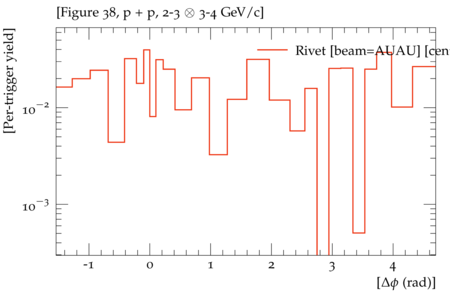 [Figure 38, p + p, 2-3 ⊗ 3-4 GeV/c]
[Per-trigger yield]
Rivet [beam=AUAU] [cen
10⁻²
10⁻³
-1 0 1 2 3 4
[Δϕ (rad)]